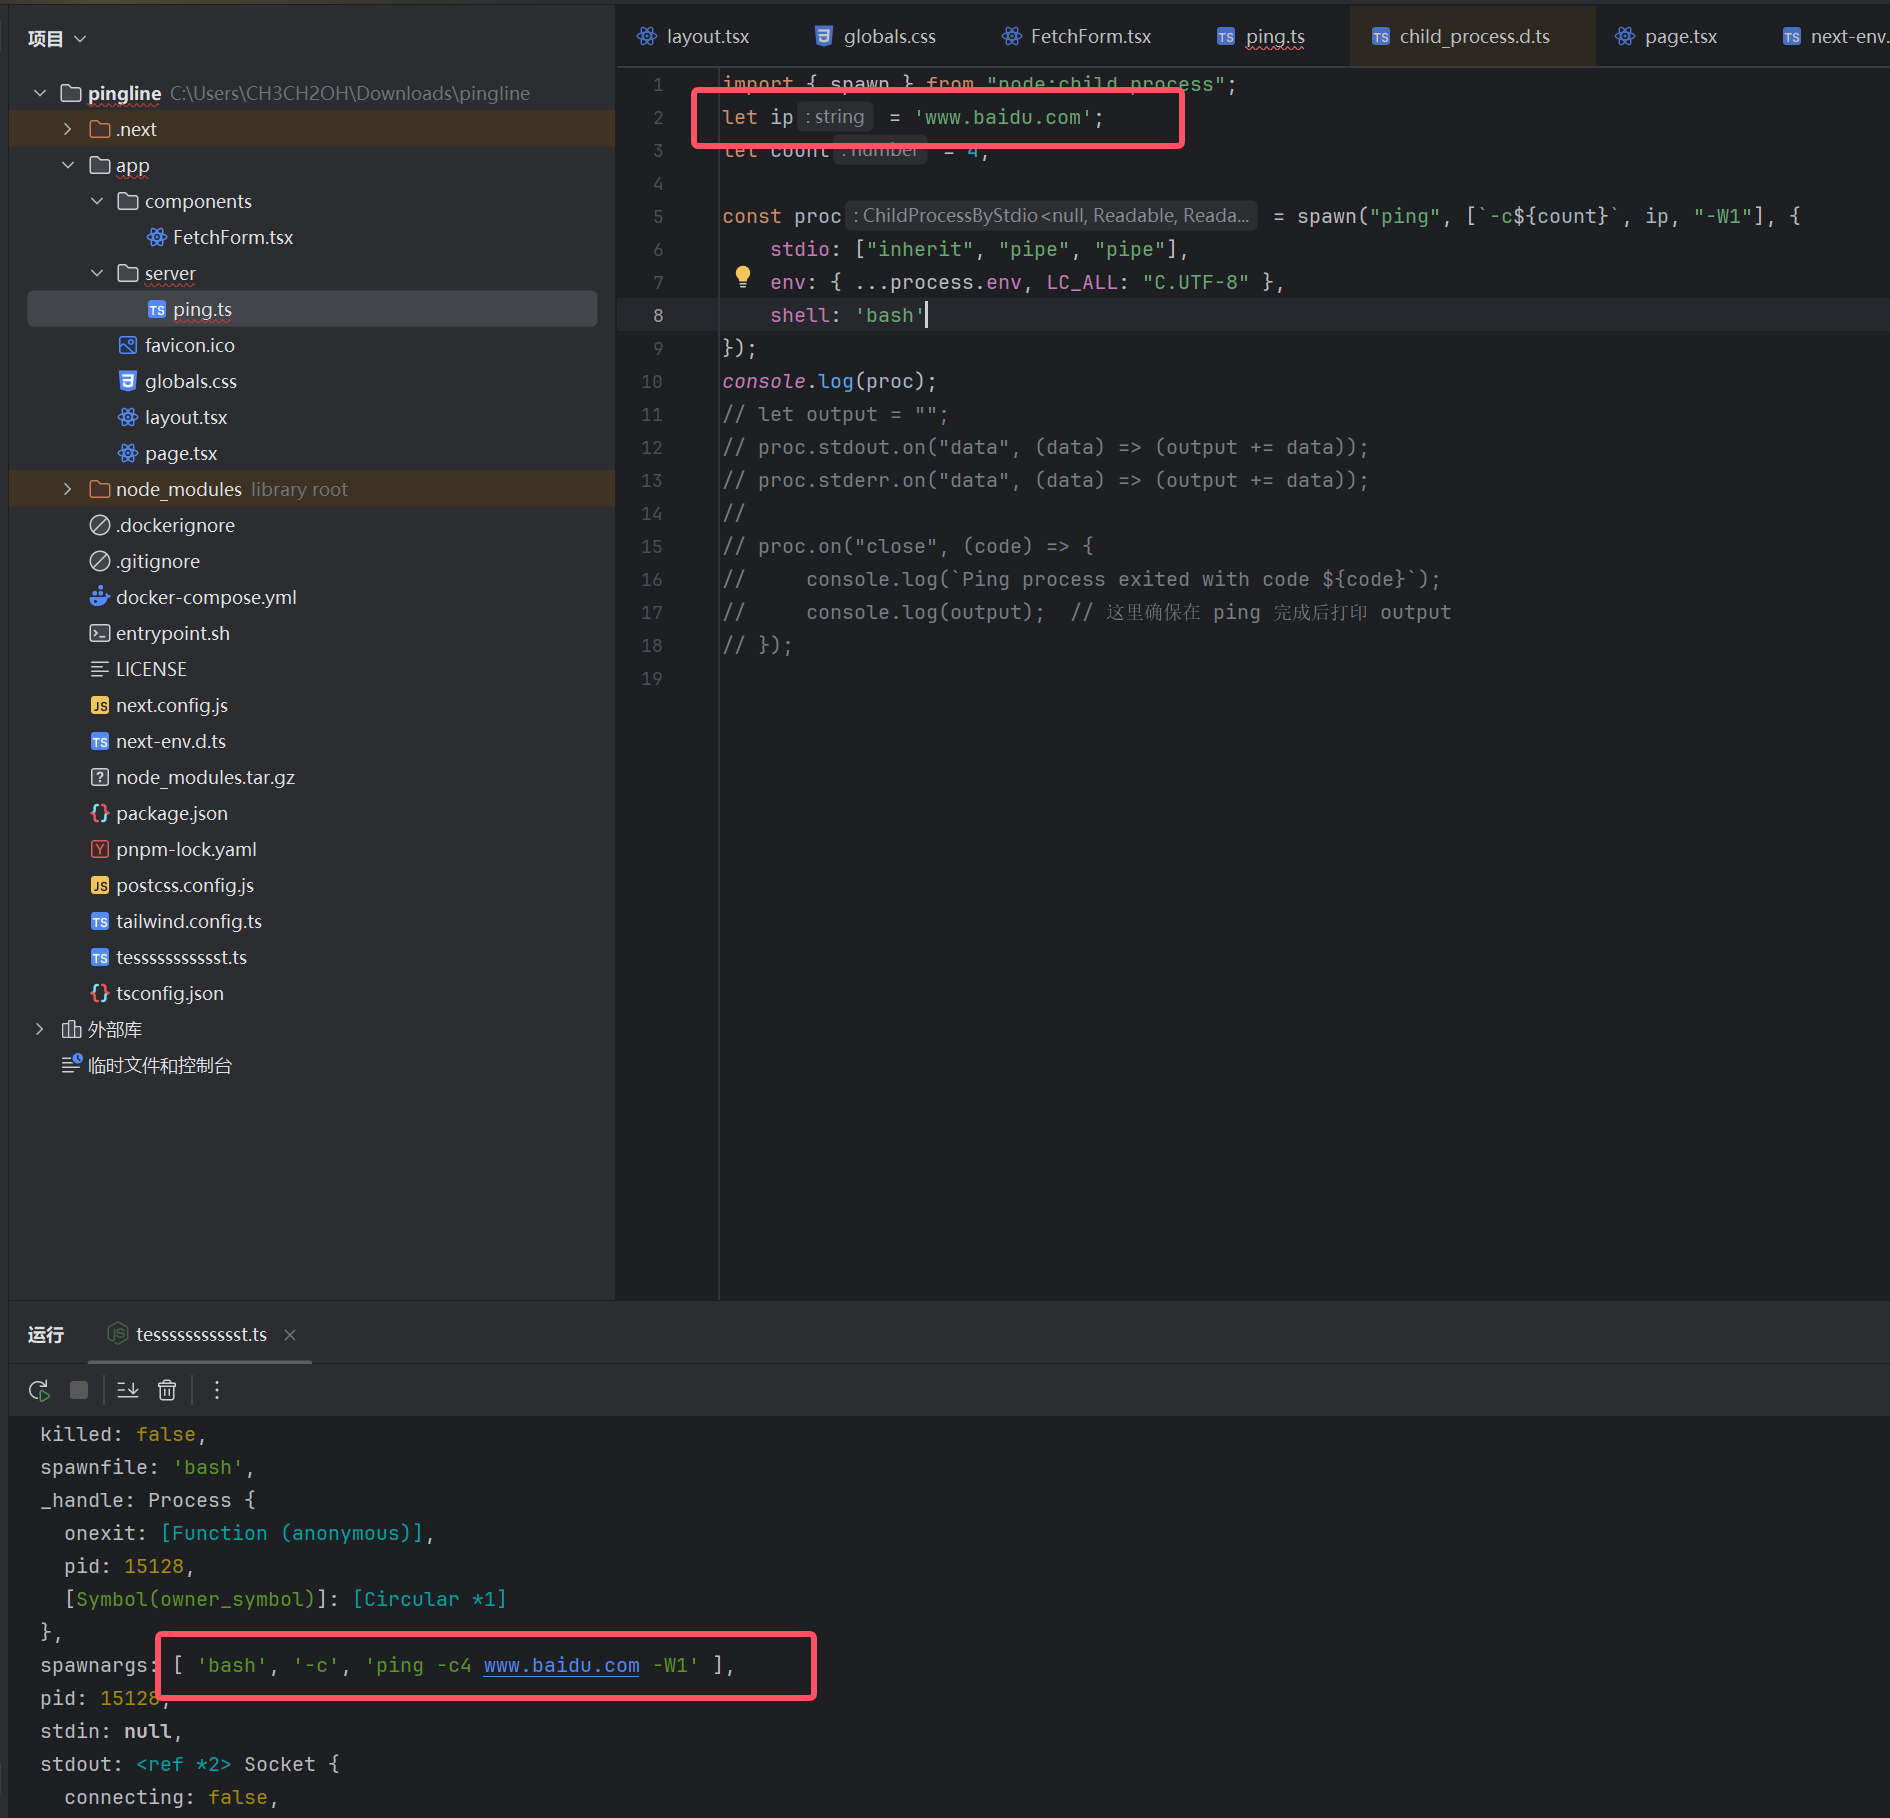 项目
pingline C:\Users\CH3CH2OH\Downloads\pingline
.next
app
components
FetchForm.tsx
server
ping.ts
favicon.ico
globals.css
layout.tsx
page.tsx
node_modules library root
.dockerignore
.gitignore
docker-compose.yml
entrypoint.sh
LICENSE
next.config.js
next-env.d.ts
node_modules.tar.gz
package.json
pnpm-lock.yaml
postcss.config.js
tailwind.config.ts
tesssssssssssst.ts
tsconfig.json
外部库
临时文件和控制台
layout.tsx globals.css FetchForm.tsx ping.ts child_process.d.ts page.tsx next-env.
1 import { spawn } from "node:child_process";
2 let ip : string = 'www.baidu.com';
3 let count : number = 4;
4
5 const proc : ChildProcessByStdio<null, Readable, Reada... = spawn("ping", [`-c${count}`, ip, "-W1"], {
6 stdio: ["inherit", "pipe", "pipe"],
7 env: { ...process.env, LC_ALL: "C.UTF-8" },
8 shell: 'bash'
9 });
10 console.log(proc);
11 // let output = "";
12 // proc.stdout.on("data", (data) => (output += data));
13 // proc.stderr.on("data", (data) => (output += data));
14 //
15 // proc.on("close", (code) => {
16 // console.log(`Ping process exited with code ${code}`);
17 // console.log(output); // 这里确保在 ping 完成后打印 output
18 // });
19
运行 tesssssssssssst.ts
killed: false,
spawnfile: 'bash',
_handle: Process {
onexit: [Function (anonymous)],
pid: 15128,
[Symbol(owner_symbol)]: [Circular *1]
},
spawnargs: [ 'bash', '-c', 'ping -c4 www.baidu.com -W1' ],
pid: 15128,
stdin: null,
stdout: <ref *2> Socket {
connecting: false,